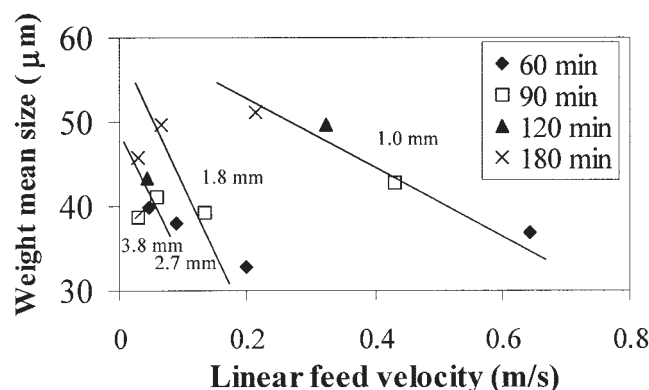 Weight mean size (μm)
60
50
40
30
60 min
90 min
120 min
180 min
1.0 mm
1.8 mm
3.8 mm
2.7 mm
0
0.2
0.4
0.6
0.8
Linear feed velocity (m/s)